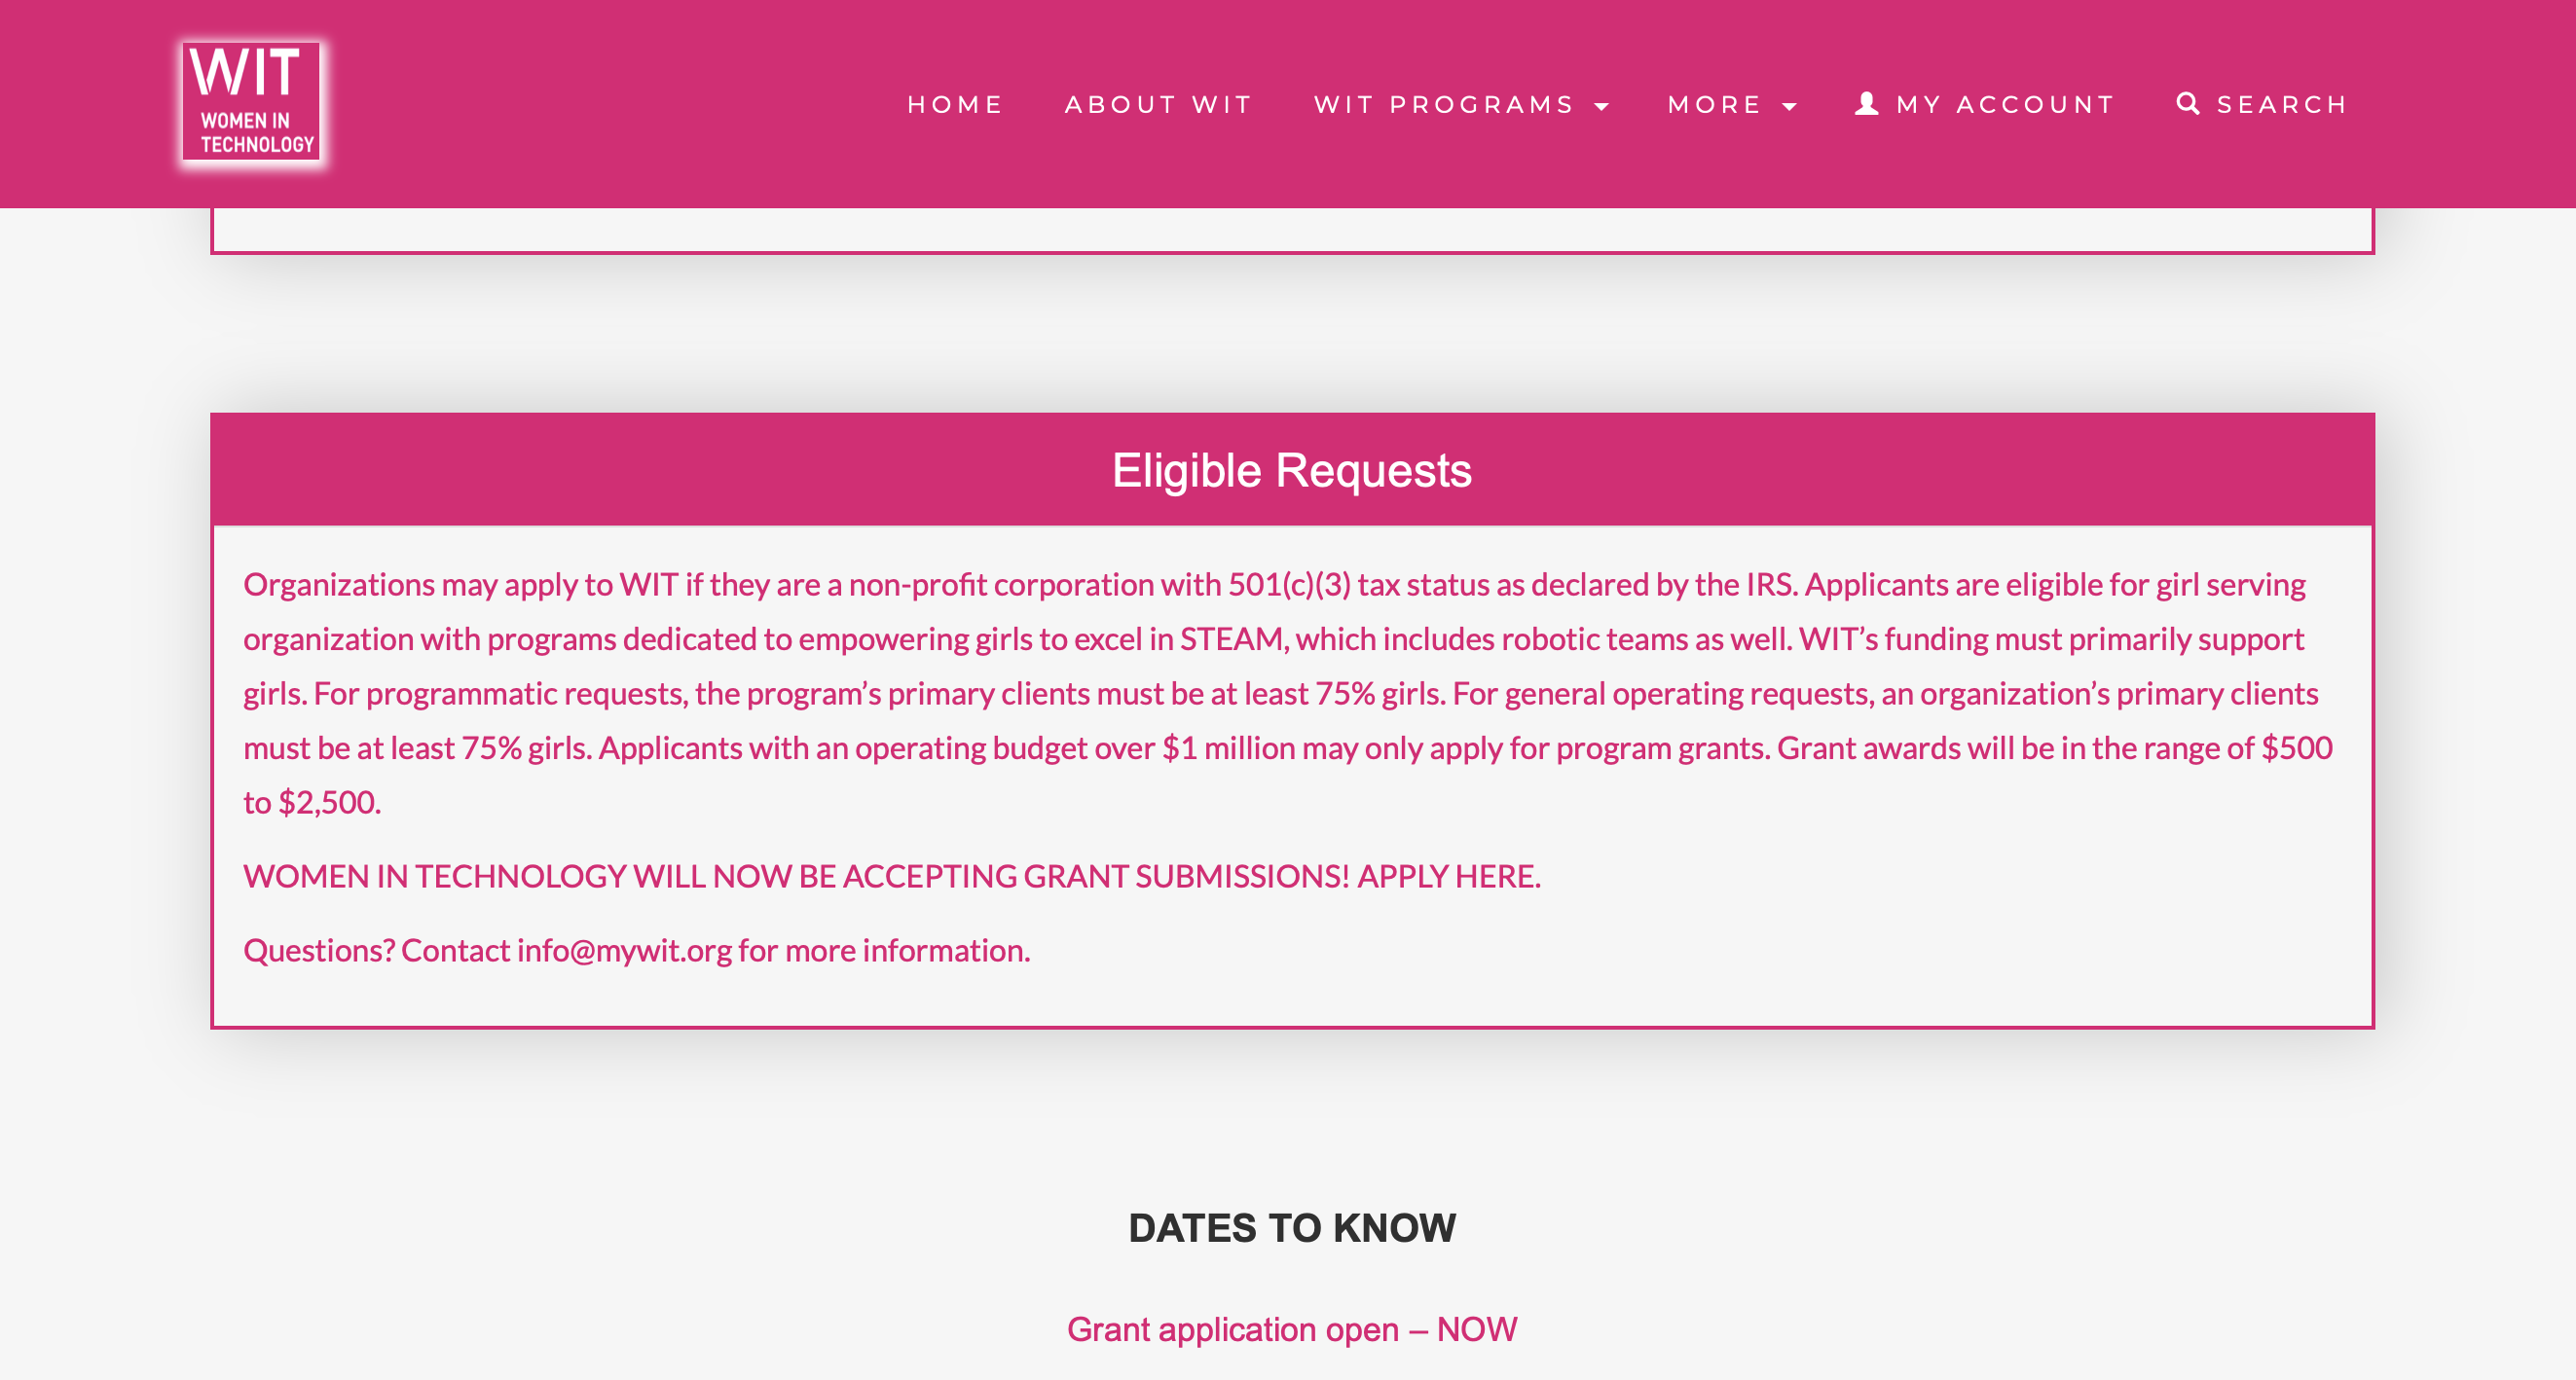 WIT
WOMEN IN
TECHNOLOGY
HOME
ABOUT WIT
WIT PROGRAMS
MORE
MY ACCOUNT
SEARCH
Eligible Requests
Organizations may apply to WIT if they are a non-profit corporation with 501(c)(3) tax status as declared by the IRS. Applicants are eligible for girl serving
organization with programs dedicated to empowering girls to excel in STEAM, which includes robotic teams as well. WIT’s funding must primarily support
girls. For programmatic requests, the program’s primary clients must be at least 75% girls. For general operating requests, an organization’s primary clients
must be at least 75% girls. Applicants with an operating budget over $1 million may only apply for program grants. Grant awards will be in the range of $500
to $2,500.
WOMEN IN TECHNOLOGY WILL NOW BE ACCEPTING GRANT SUBMISSIONS! APPLY HERE.
Questions? Contact info@mywit.org for more information.
DATES TO KNOW
Grant application open – NOW